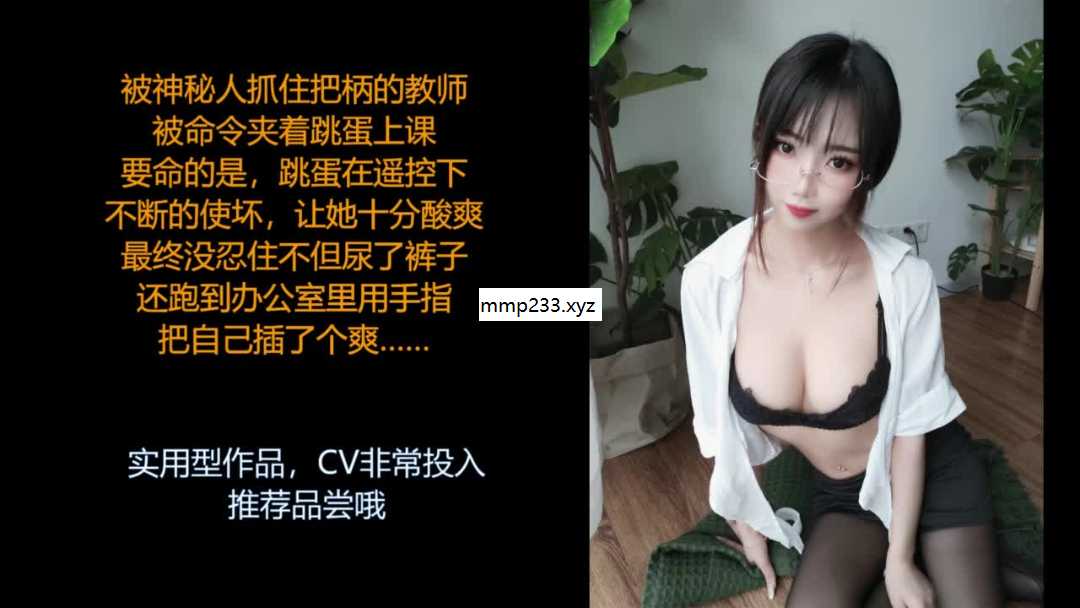 被神秘人抓住把柄的教师
被命令夹着跳蛋上课
要命的是，跳蛋在遥控下
不断的使坏，让她十分酸爽
最终没忍住不但尿了裤子
还跑到办公室里用手指
把自己插了个爽……
mmp233.xyz
实用型作品，CV非常投入
推荐品尝哦